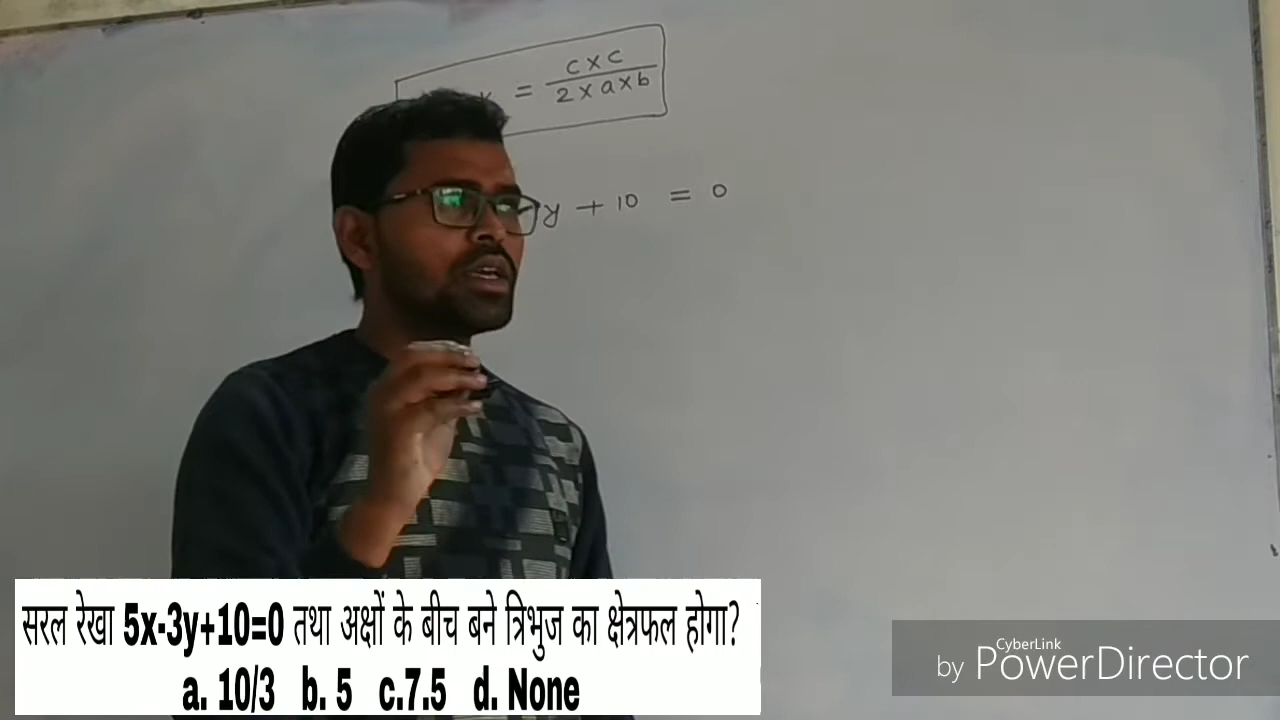 = c×c
2×a×b
y + 10 = 0
सरल रेखा 5x-3y+10=0 तथा अक्षों के बीच बने त्रिभुज का क्षेत्रफल होगा?
a. 10/3 b. 5 c.7.5 d. None
by CyberLink PowerDirector